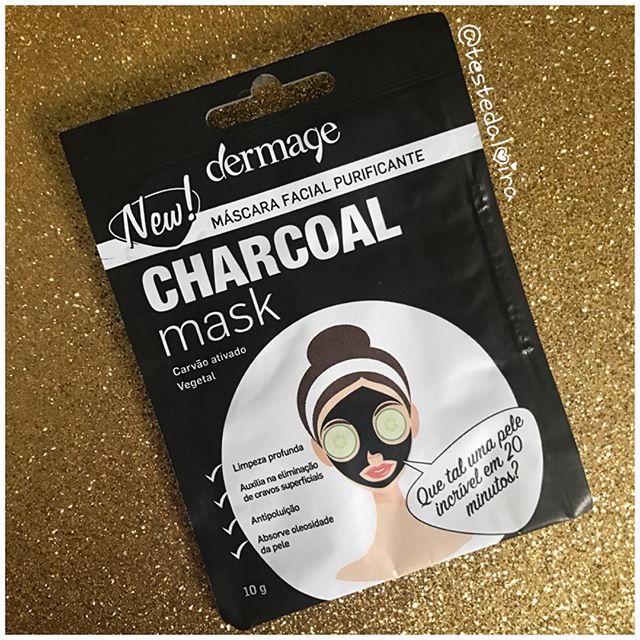 @testedaloira
dermage
New!
MÁSCARA FACIAL PURIFICANTE
CHARCOAL
mask
Carvão ativado
Vegetal
Limpeza profunda
Auxilia na eliminação
de cravos superficiais
Antipoluição
Absorve oleosidade
da pele
Que tal uma pele
incrível em 20
minutos?
10 g